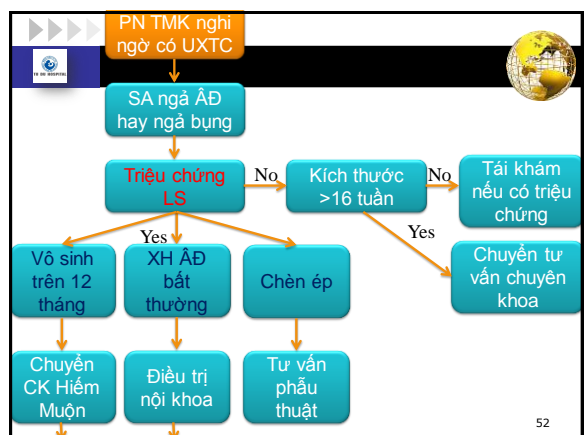 PN TMK nghi
ngờ có UXTC
TU DU HOSPITAL
SA ngả ÂĐ
hay ngả bụng
Triệu chứng
LS
No
Kích thước
>16 tuần
No
Tái khám
nếu có triệu
chứng
Yes
Yes
Vô sinh
trên 12
tháng
XH ÂĐ
bất
thường
Chèn ép
Chuyển tư
vấn chuyên
khoa
Chuyển
CK Hiếm
Muộn
Điều trị
nội khoa
Tư vấn
phẫu
thuật
52